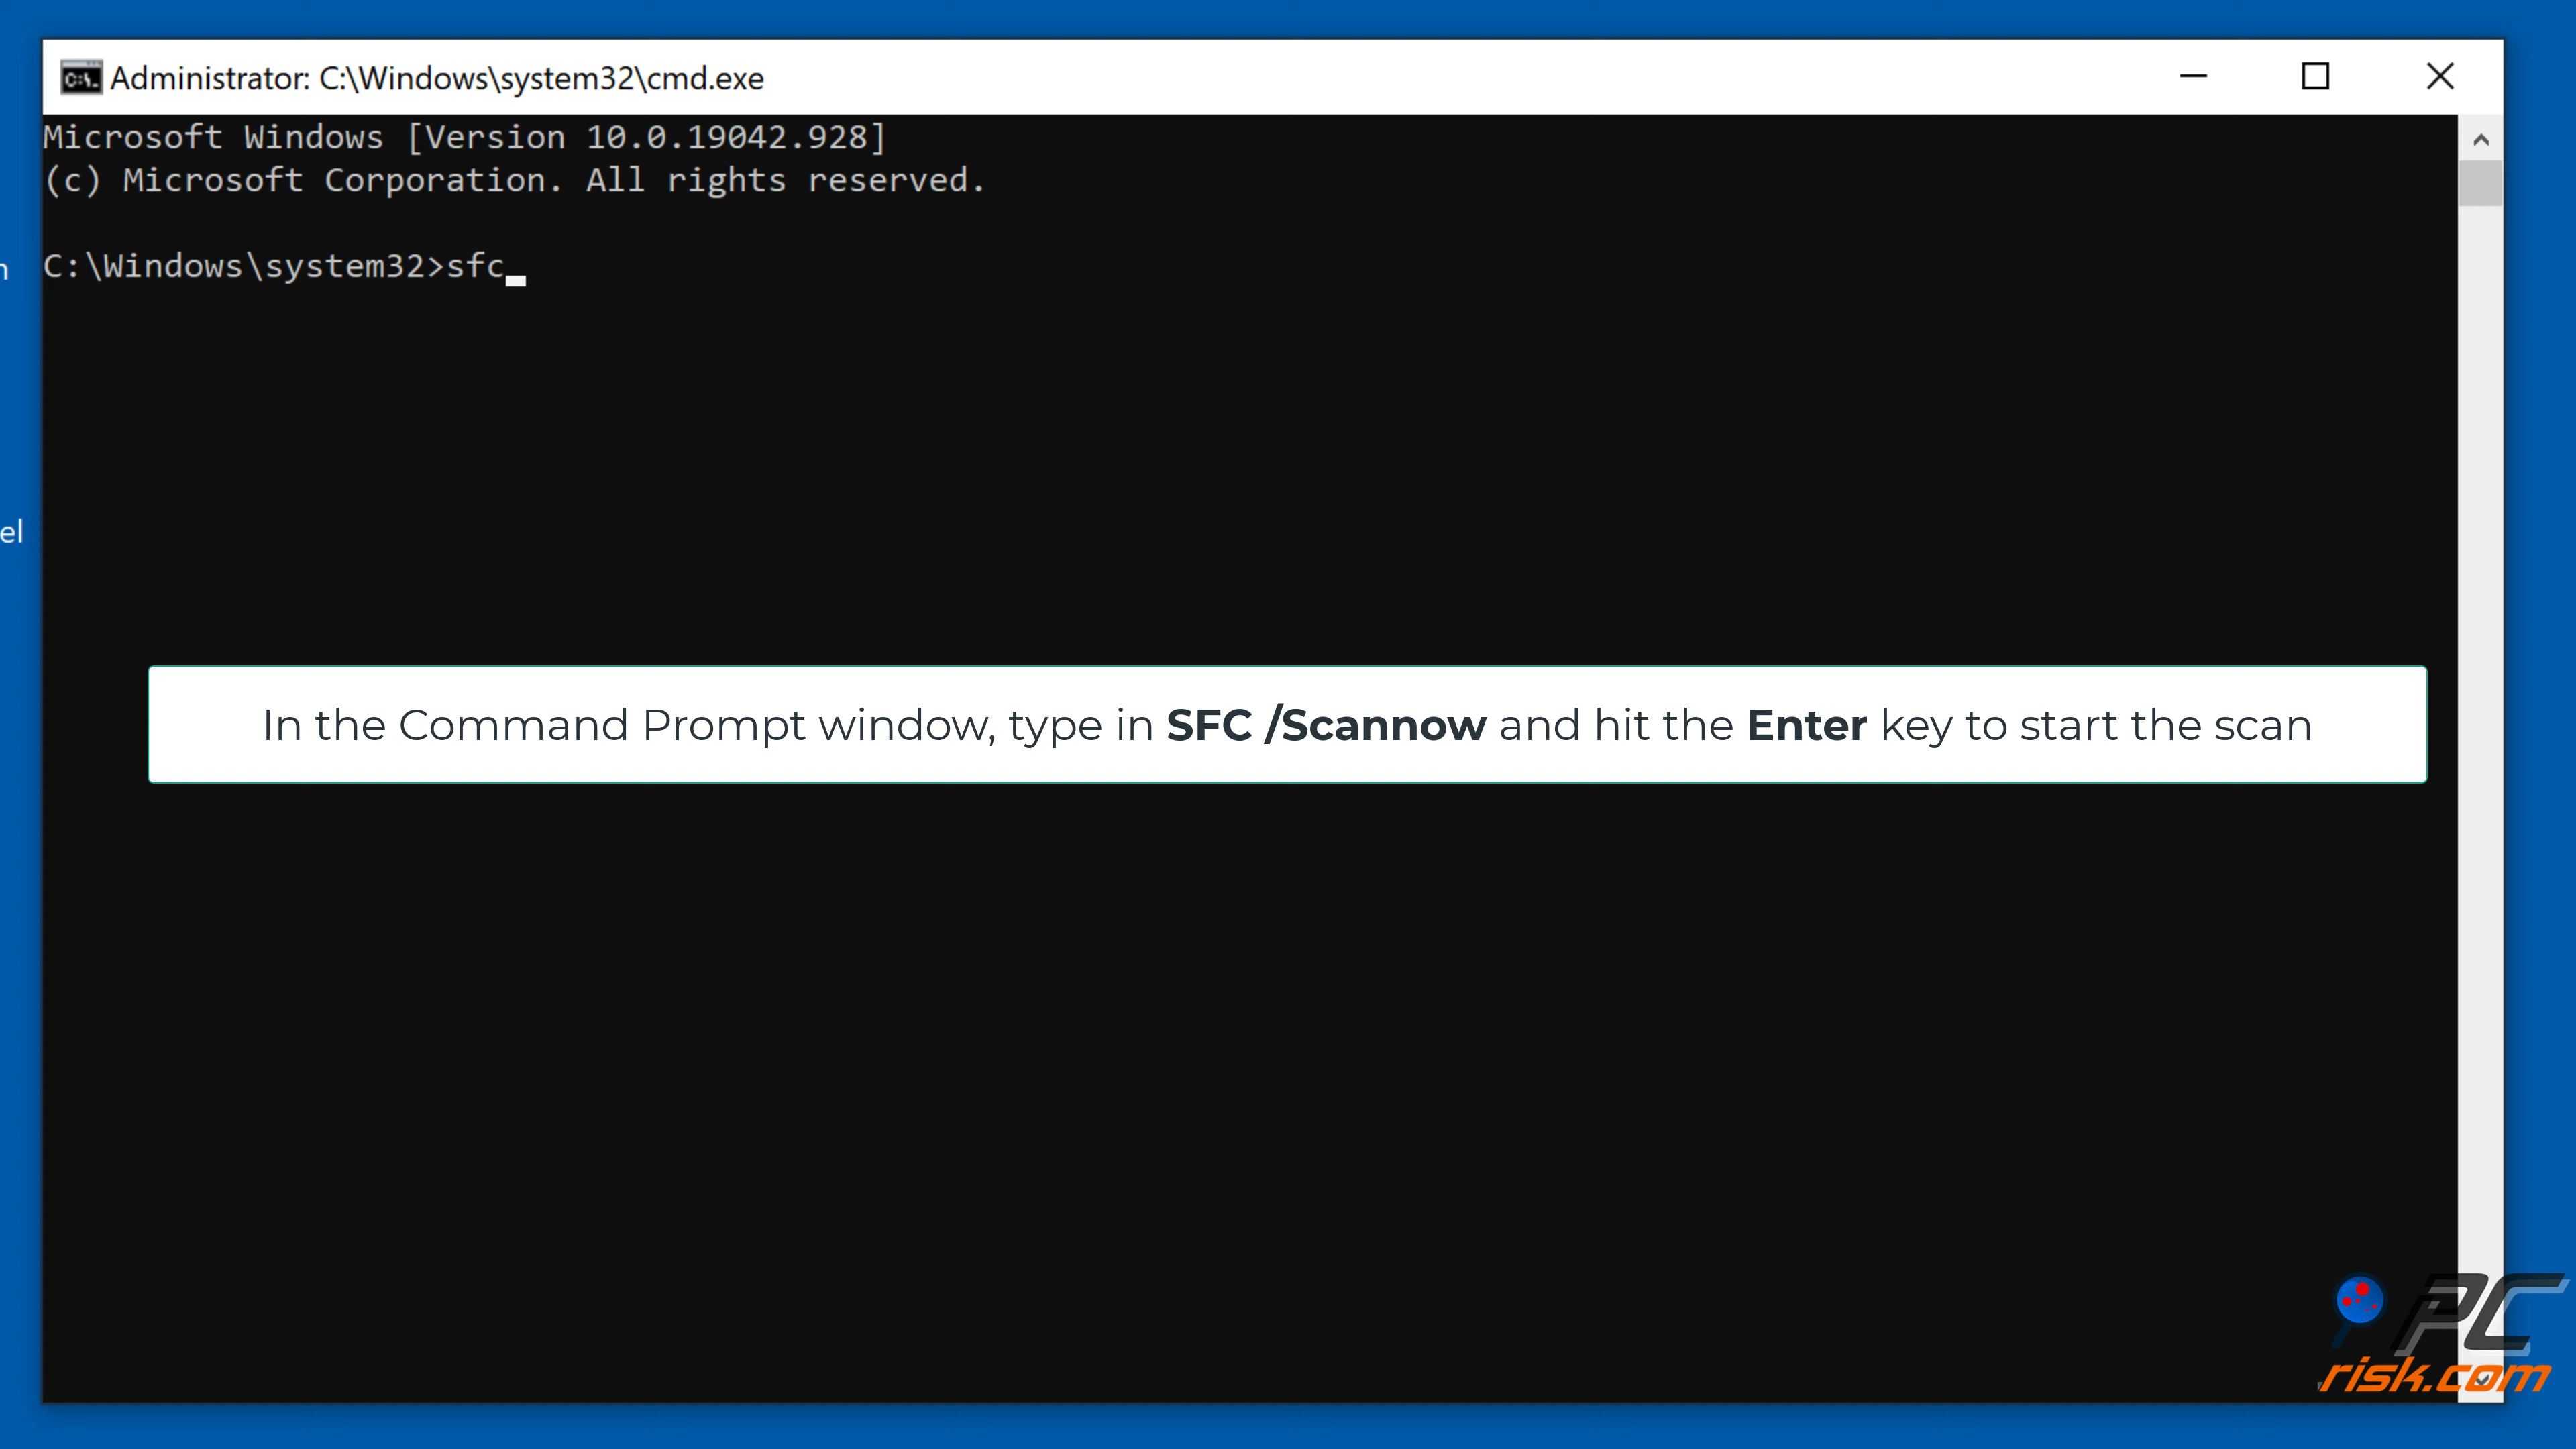 Administrator: C:\Windows\system32\cmd.exe
Microsoft Windows [Version 10.0.19042.928]
(c) Microsoft Corporation. All rights reserved.
C:\Windows\system32>sfc
n
el
In the Command Prompt window, type in SFC /Scannow and hit the Enter key to start the scan
PC
risk.com